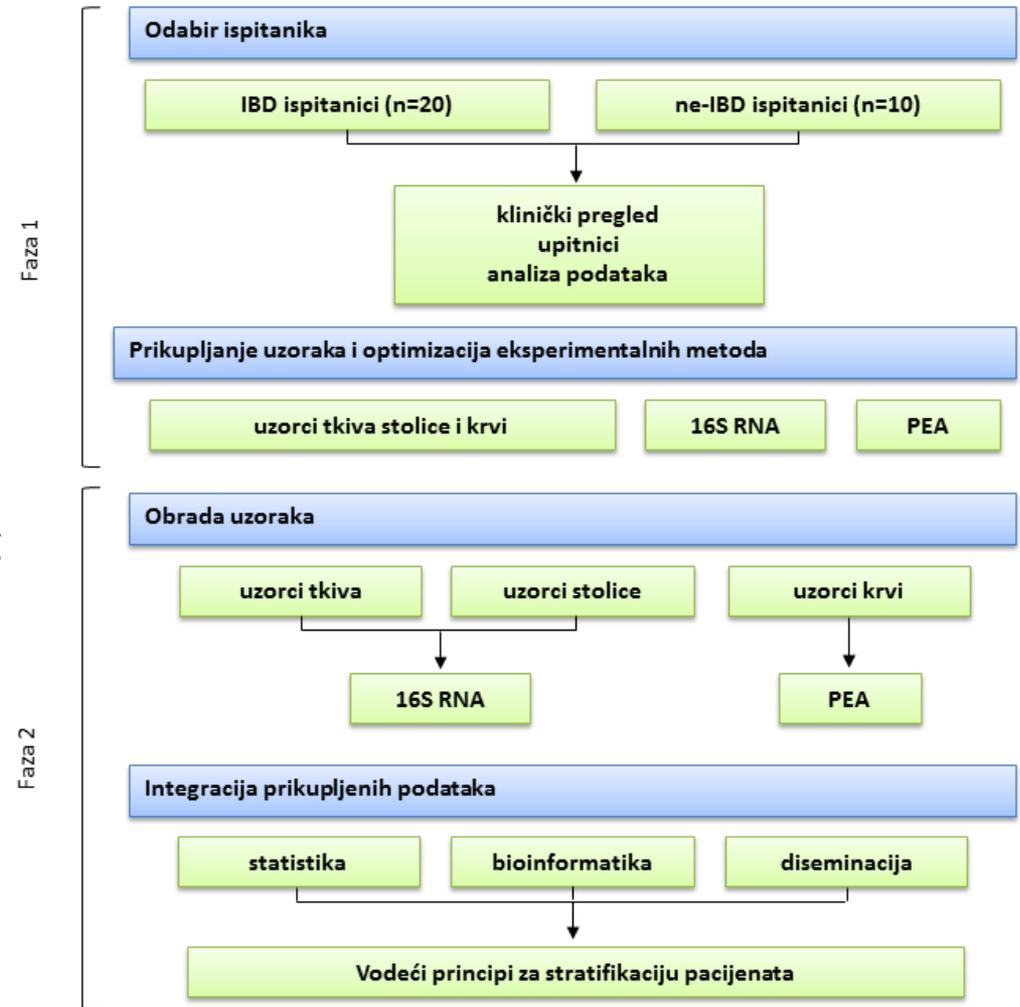 Faza 1
Odabir ispitanika
IBD ispitanici (n=20)
ne-IBD ispitanici (n=10)
klinički pregled
upitnici
analiza podataka
Prikupljanje uzoraka i optimizacija eksperimentalnih metoda
uzorci tkiva stolice i krvi
16S RNA
PEA
Faza 2
Obrada uzoraka
uzorci tkiva
uzorci stolice
uzorci krvi
16S RNA
PEA
Integracija prikupljenih podataka
statistika
bioinformatika
diseminacija
Vodeći principi za stratifikaciju pacijenata